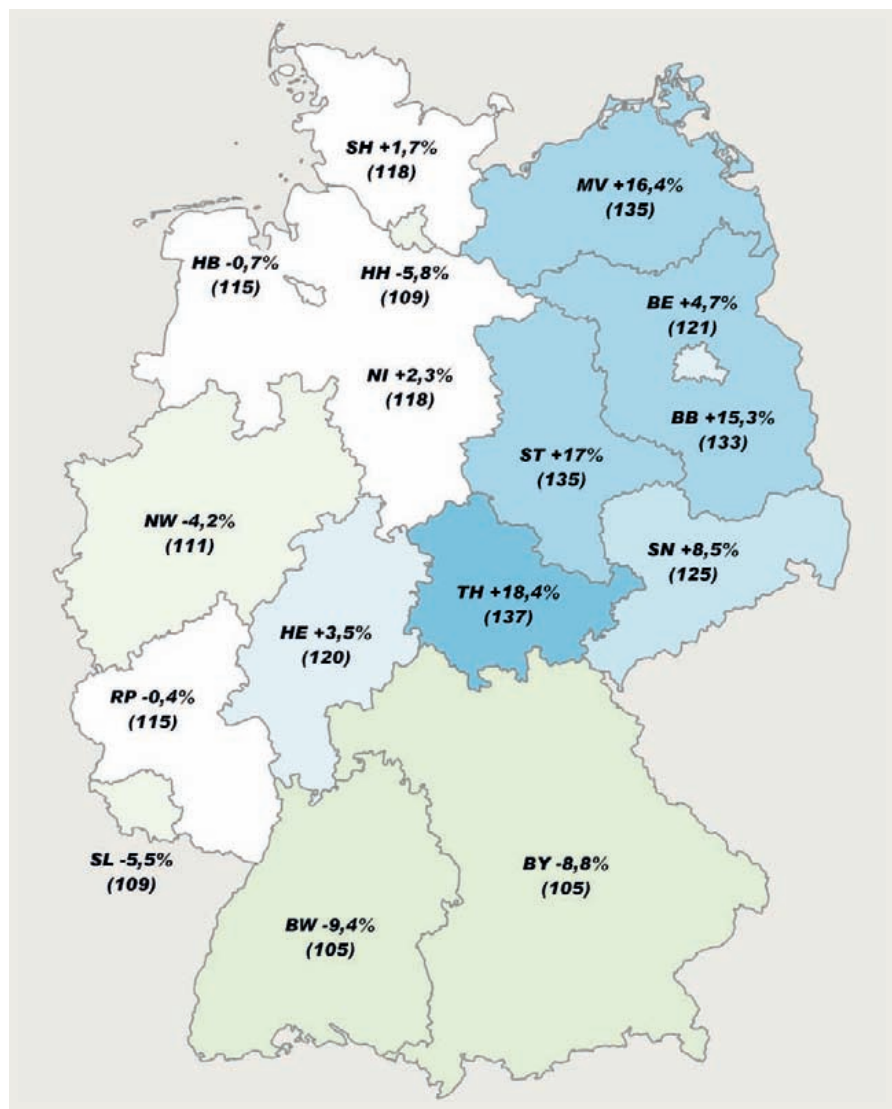 SH +1,7%
(118)
MV +16,4%
(135)
HB -0,7%
(115)
HH -5,8%
(109)
BE +4,7%
(121)
NI +2,3%
(118)
BB +15,3%
(133)
ST +17%
(135)
NW -4,2%
(111)
SN +8,5%
(125)
TH +18,4%
(137)
HE +3,5%
(120)
RP -0,4%
(115)
SL -5,5%
(109)
BY -8,8%
(105)
BW -9,4%
(105)